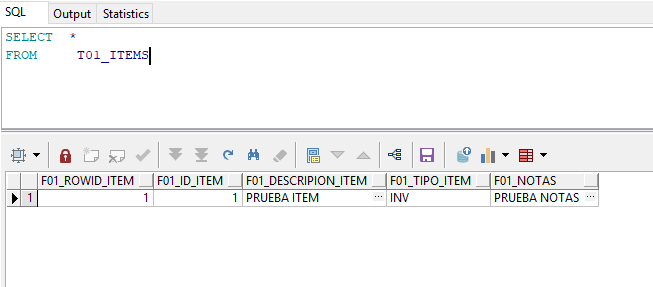 SQL Output Statistics
SELECT *
FROM T01_ITEMS
F01_ROWID_ITEM F01_ID_ITEM F01_DESCRIPION_ITEM F01_TIPO_ITEM F01_NOTAS
1 1 1 PRUEBA ITEM ... INV PRUEBA NOTAS ...